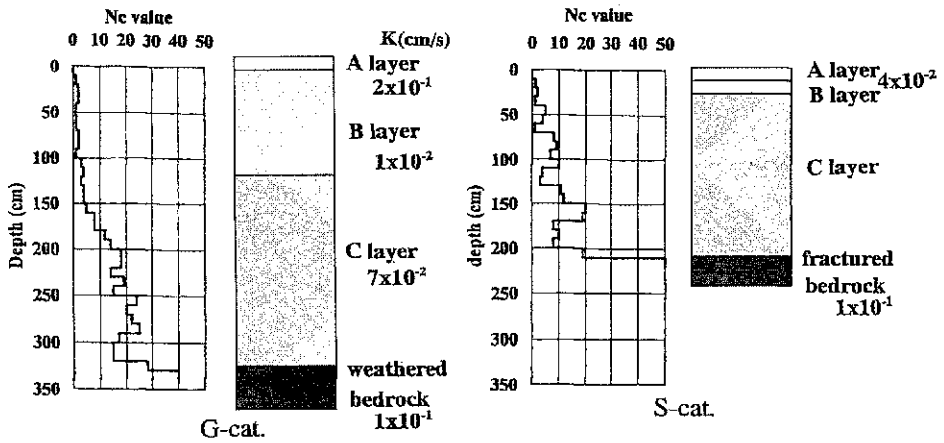 Nc value
0 10 20 30 40 50
0
50
100
150
200
250
300
350
Depth (cm)
K(cm/s)
A layer
2x10⁻¹
B layer
1x10⁻²
C layer
7x10⁻²
weathered
bedrock
1x10⁻¹
G-cat.
Nc value
0 10 20 30 40 50
0
50
100
150
200
250
300
350
depth (cm)
A layer 4x10⁻²
B layer
C layer
fractured
bedrock
1x10⁻¹
S-cat.